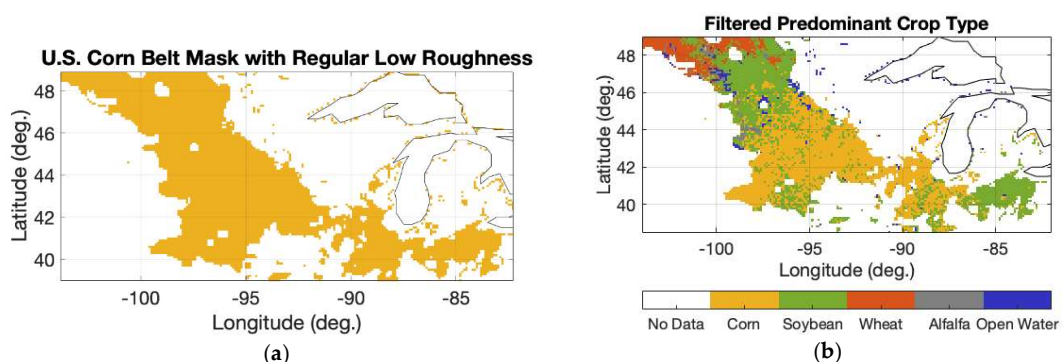 U.S. Corn Belt Mask with Regular Low Roughness
48
46
44
42
40
Latitude (deg.)
-100
-95
-90
-85
Longitude (deg.)
(a)
Filtered Predominant Crop Type
48
46
44
42
40
Latitude (deg.)
-100
-95
-90
-85
Longitude (deg.)
No Data Corn Soybean Wheat Alfalfa Open Water
(b)